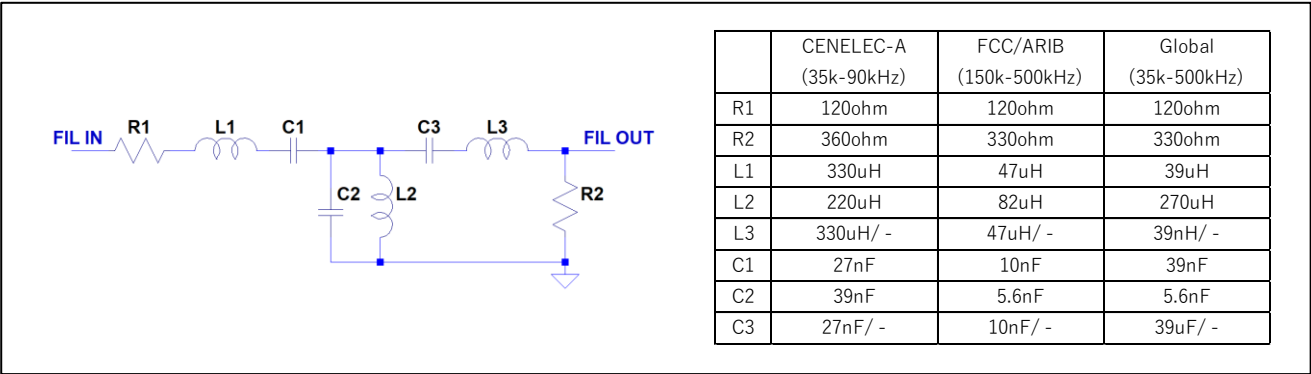 FIL IN R1 L1 C1 C3 L3 FIL OUT
C2 L2 R2
CENELEC-A FCC/ARIB Global
(35k-90kHz) (150k-500kHz) (35k-500kHz)
R1 120ohm 120ohm 120ohm
R2 360ohm 330ohm 330ohm
L1 330uH 47uH 39uH
L2 220uH 82uH 270uH
L3 330uH/ - 47uH/ - 39nH/ -
C1 27nF 10nF 39nF
C2 39nF 5.6nF 5.6nF
C3 27nF/ - 10nF/ - 39uF/ -